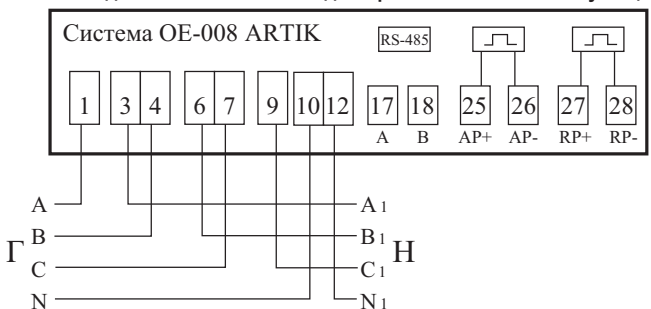 Система ОЕ-008 ARTIK RS-485
1 3 4 6 7 9 10 12 17 18 25 26 27 28
A B AP+ AP- RP+ RP-
A A1
Г B B1 Н
C C1
N N1